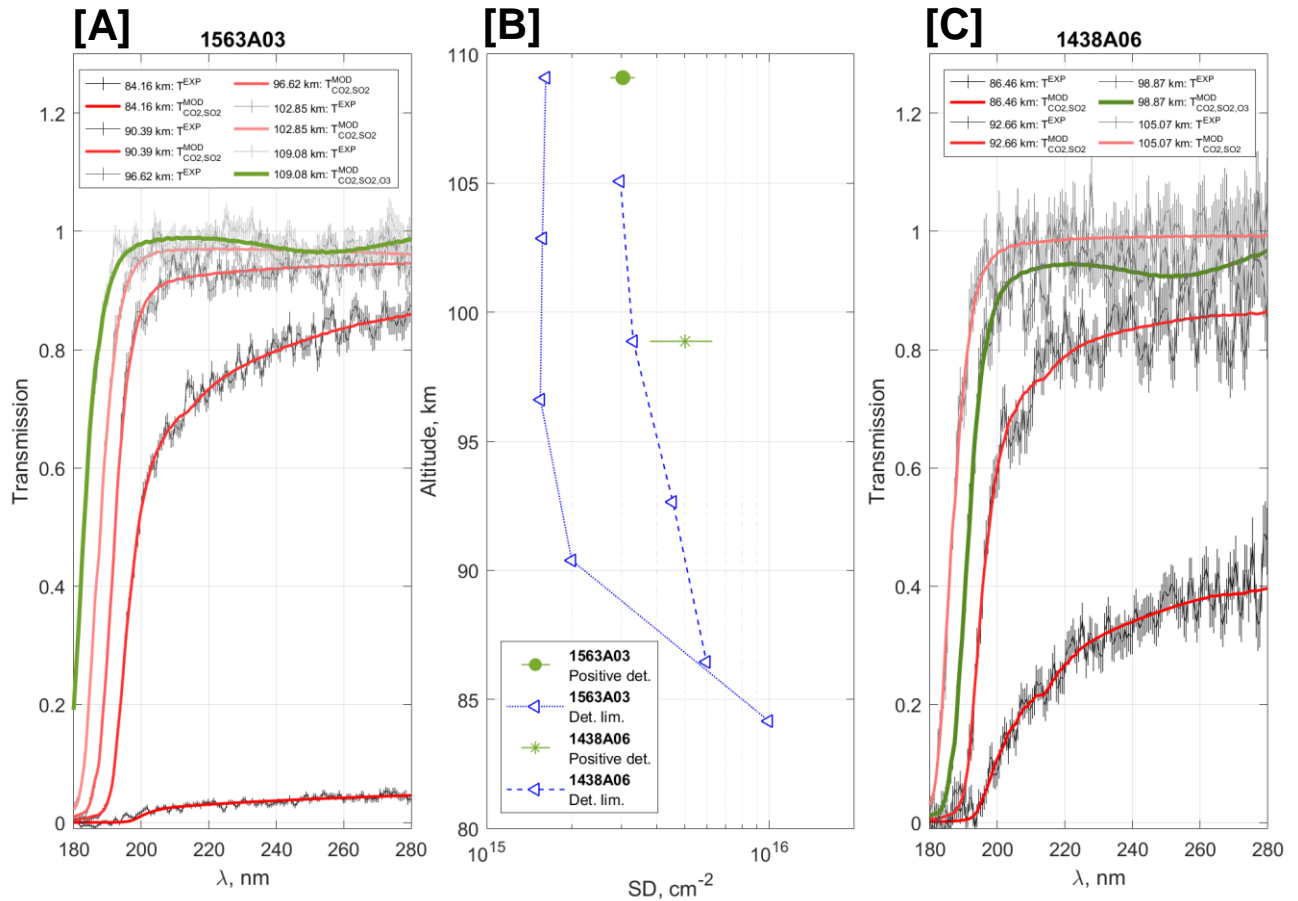 [A]
1563A03
84.16 km: T^EXP
84.16 km: T^MOD_CO2,SO2
90.39 km: T^EXP
90.39 km: T^MOD_CO2,SO2
96.62 km: T^EXP
96.62 km: T^MOD_CO2,SO2
102.85 km: T^EXP
102.85 km: T^MOD_CO2,SO2
109.08 km: T^EXP
109.08 km: T^MOD_CO2,SO2,O3
Transmission
1.2
1
0.8
0.6
0.4
0.2
0
180 200 220 240 260 280
λ, nm
[B]
Altitude, km
110
105
100
95
90
85
80
1563A03
Positive det.
1563A03
Det. lim.
1438A06
Positive det.
1438A06
Det. lim.
10^15 10^16
SD, cm^-2
[C]
1438A06
86.46 km: T^EXP
86.46 km: T^MOD_CO2,SO2
92.66 km: T^EXP
92.66 km: T^MOD_CO2,SO2
98.87 km: T^EXP
98.87 km: T^MOD_CO2,SO2,O3
105.07 km: T^EXP
105.07 km: T^MOD_CO2,SO2
Transmission
1.2
1
0.8
0.6
0.4
0.2
0
180 200 220 240 260 280
λ, nm